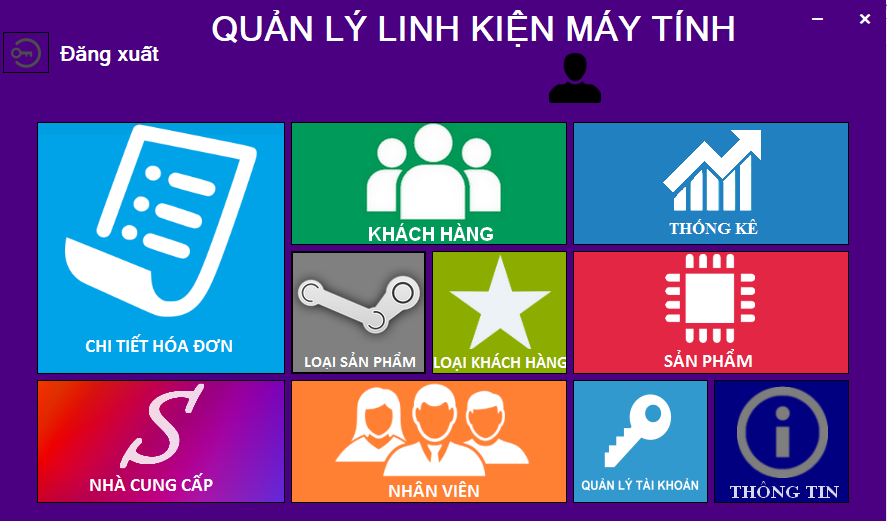 QUẢN LÝ LINH KIỆN MÁY TÍNH
Đăng xuất
CHI TIẾT HÓA ĐƠN
KHÁCH HÀNG
THỐNG KÊ
LOẠI SẢN PHẨM
LOẠI KHÁCH HÀNG
SẢN PHẨM
S
NHÀ CUNG CẤP
NHÂN VIÊN
QUẢN LÝ TÀI KHOẢN
THÔNG TIN